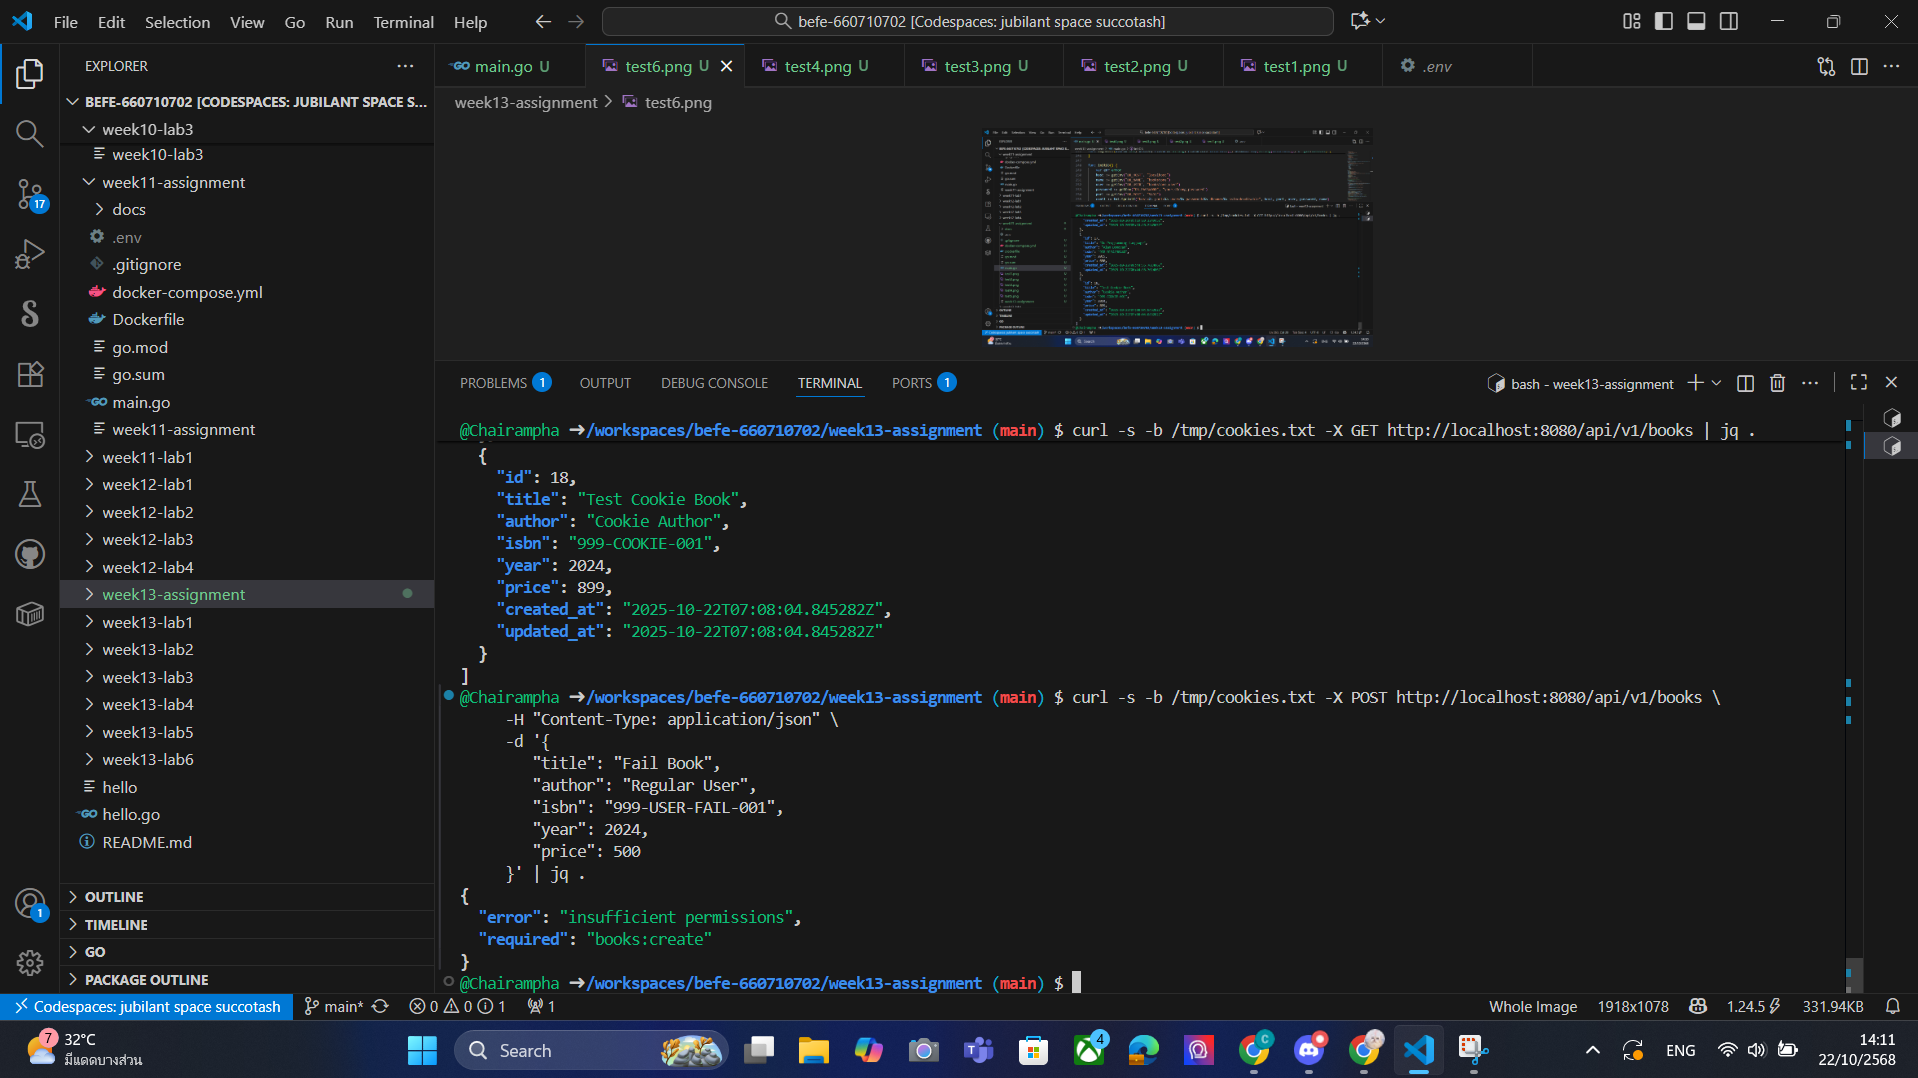 File Edit Selection View Go Run Terminal Help
befe-660710702 [Codespaces: jubilant space succotash]
EXPLORER
BEFE-660710702 [CODESPACES: JUBILANT SPACE S...
week10-lab3
week10-lab3
week11-assignment
docs
.env
.gitignore
docker-compose.yml
Dockerfile
go.mod
go.sum
main.go
week11-assignment
week11-lab1
week12-lab1
week12-lab2
week12-lab3
week12-lab4
week13-assignment
week13-lab1
week13-lab2
week13-lab3
week13-lab4
week13-lab5
week13-lab6
hello
hello.go
README.md
OUTLINE
TIMELINE
GO
PACKAGE OUTLINE
17
1
main.go U test6.png U test4.png U test3.png U test2.png U test1.png U .env
week13-assignment > test6.png
PROBLEMS 1 OUTPUT DEBUG CONSOLE TERMINAL PORTS 1
bash - week13-assignment
@Chairampha ➜/workspaces/befe-660710702/week13-assignment (main) $ curl -s -b /tmp/cookies.txt -X GET http://localhost:8080/api/v1/books | jq .
{
"id": 18,
"title": "Test Cookie Book",
"author": "Cookie Author",
"isbn": "999-COOKIE-001",
"year": 2024,
"price": 899,
"created_at": "2025-10-22T07:08:04.845282Z",
"updated_at": "2025-10-22T07:08:04.845282Z"
}
]
@Chairampha ➜/workspaces/befe-660710702/week13-assignment (main) $ curl -s -b /tmp/cookies.txt -X POST http://localhost:8080/api/v1/books \
-H "Content-Type: application/json" \
-d '{
"title": "Fail Book",
"author": "Regular User",
"isbn": "999-USER-FAIL-001",
"year": 2024,
"price": 500
}' | jq .
{
"error": "insufficient permissions",
"required": "books:create"
}
@Chairampha ➜/workspaces/befe-660710702/week13-assignment (main) $
Codespaces: jubilant space succotash main* 0 0 1 1
Whole Image 1918x1078 1.24.5 331.94KB
7
32°C
มีแดดบางส่วน
Search
4
C
ENG
14:11
22/10/2568